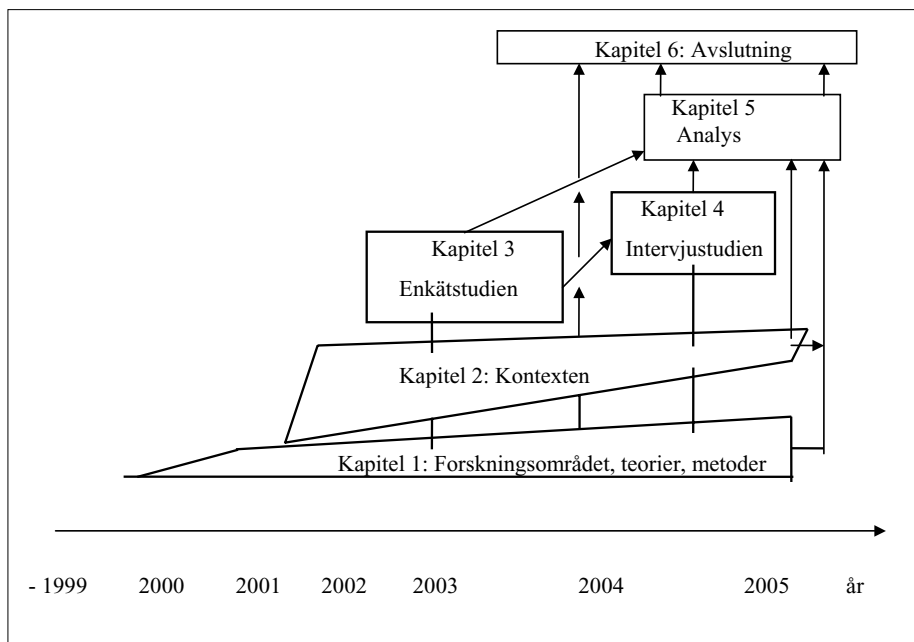 Kapitel 6: Avslutning
Kapitel 5
Analys
Kapitel 4
Intervjustudien
Kapitel 3
Enkätstudien
Kapitel 2: Kontexten
Kapitel 1: Forskningsområdet, teorier, metoder
- 1999 2000 2001 2002 2003 2004 2005 år